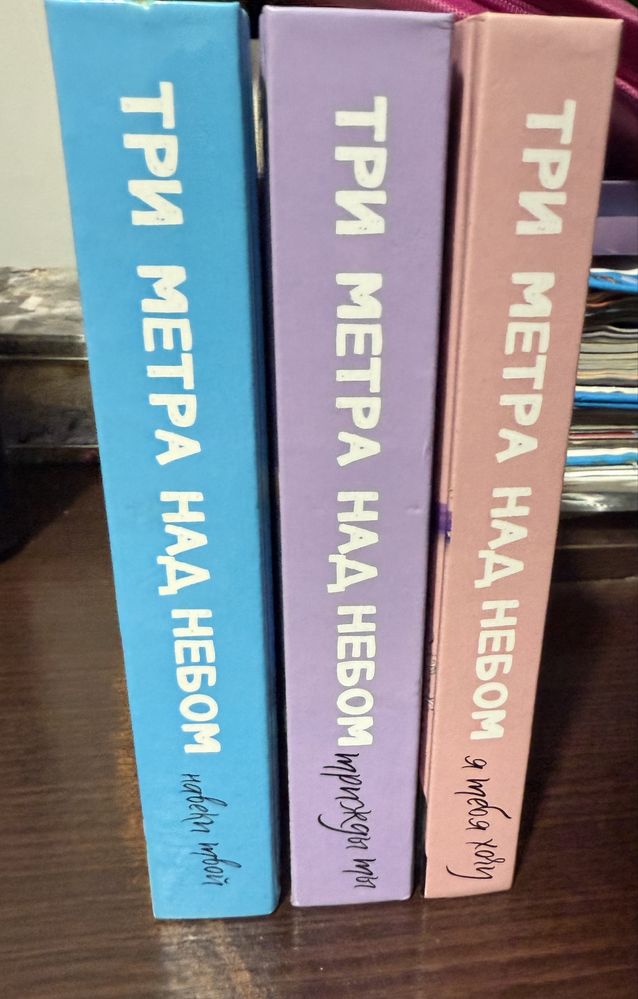 ТРИ МЕТРА НАД НЕБОМ
навеки твой
ТРИ МЕТРА НАД НЕБОМ
трижды ты
ТРИ МЕТРА НАД НЕБОМ
я тебя хочу